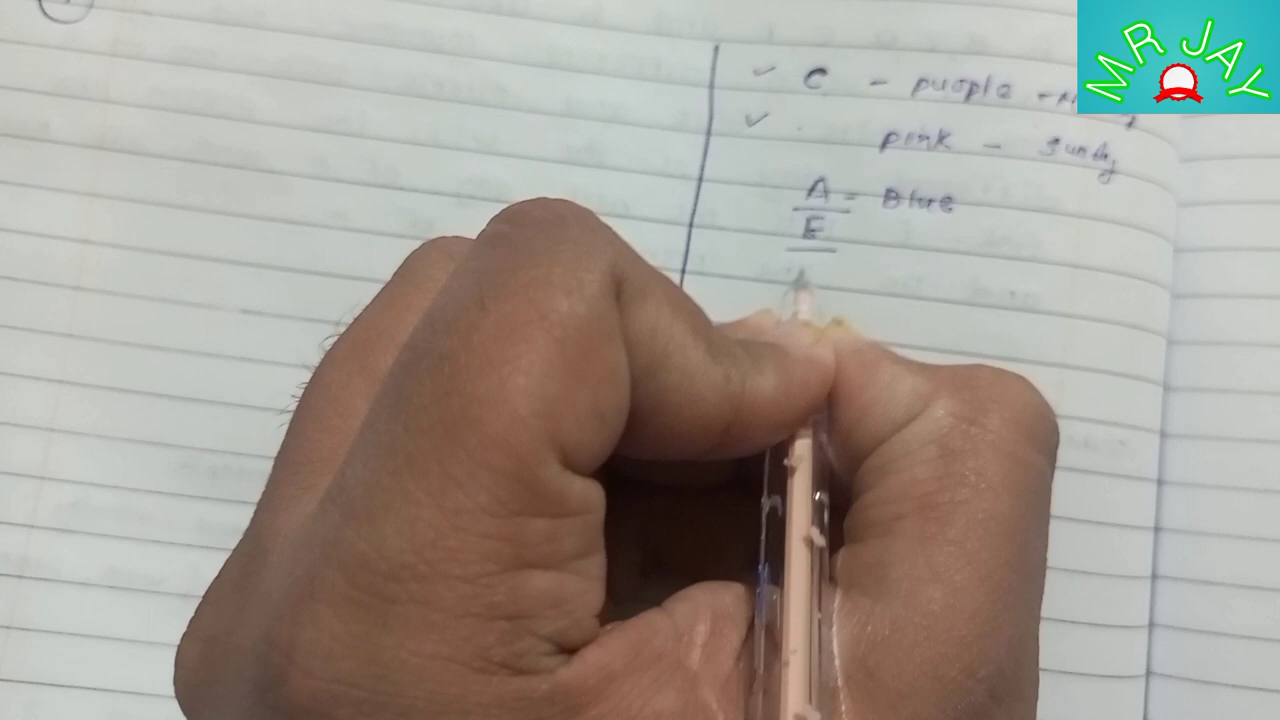 MR JAY
✓ C - purple -
✓ pink - Sunday
A = Blue
E